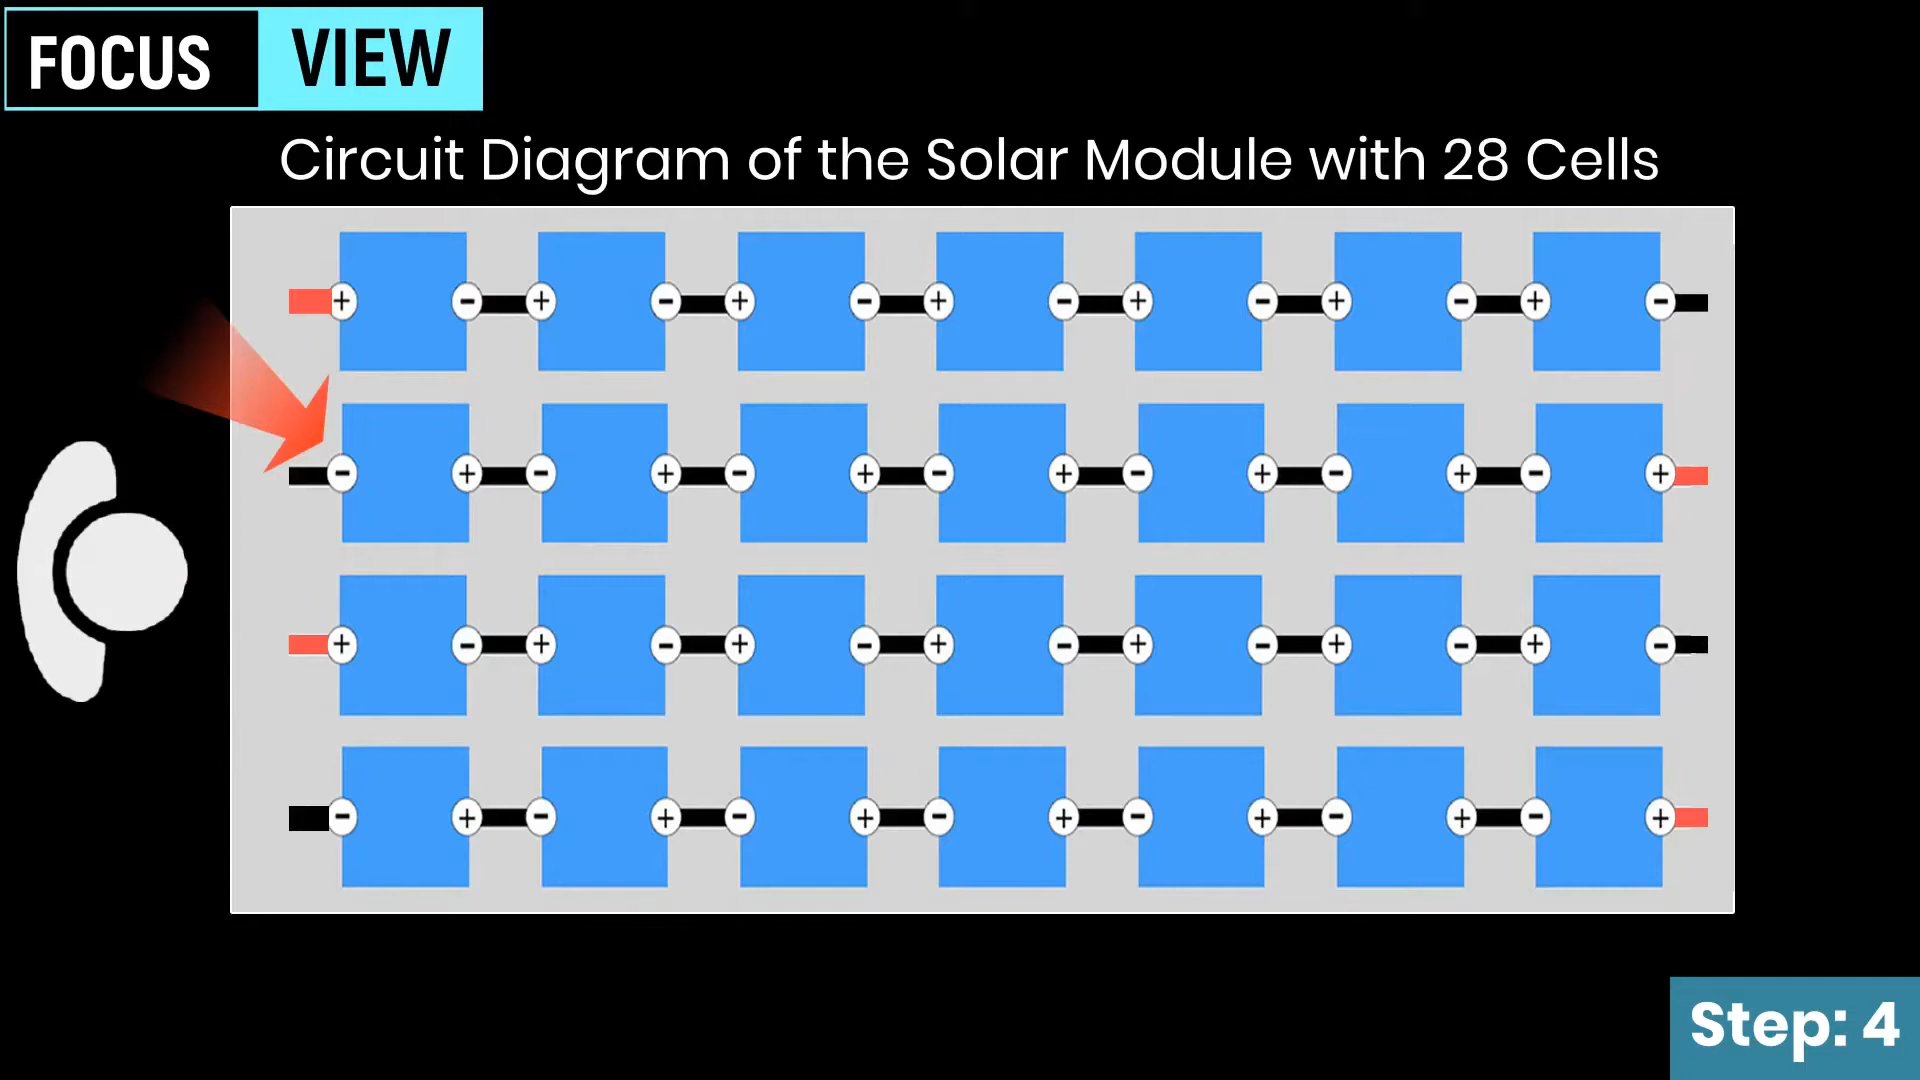 FOCUS VIEW
Circuit Diagram of the Solar Module with 28 Cells
+ - + - + - + - + - + - + -
- + - + - + - + - + - + - +
+ - + - + - + - + - + - + -
- + - + - + - + - + - + - +
Step: 4